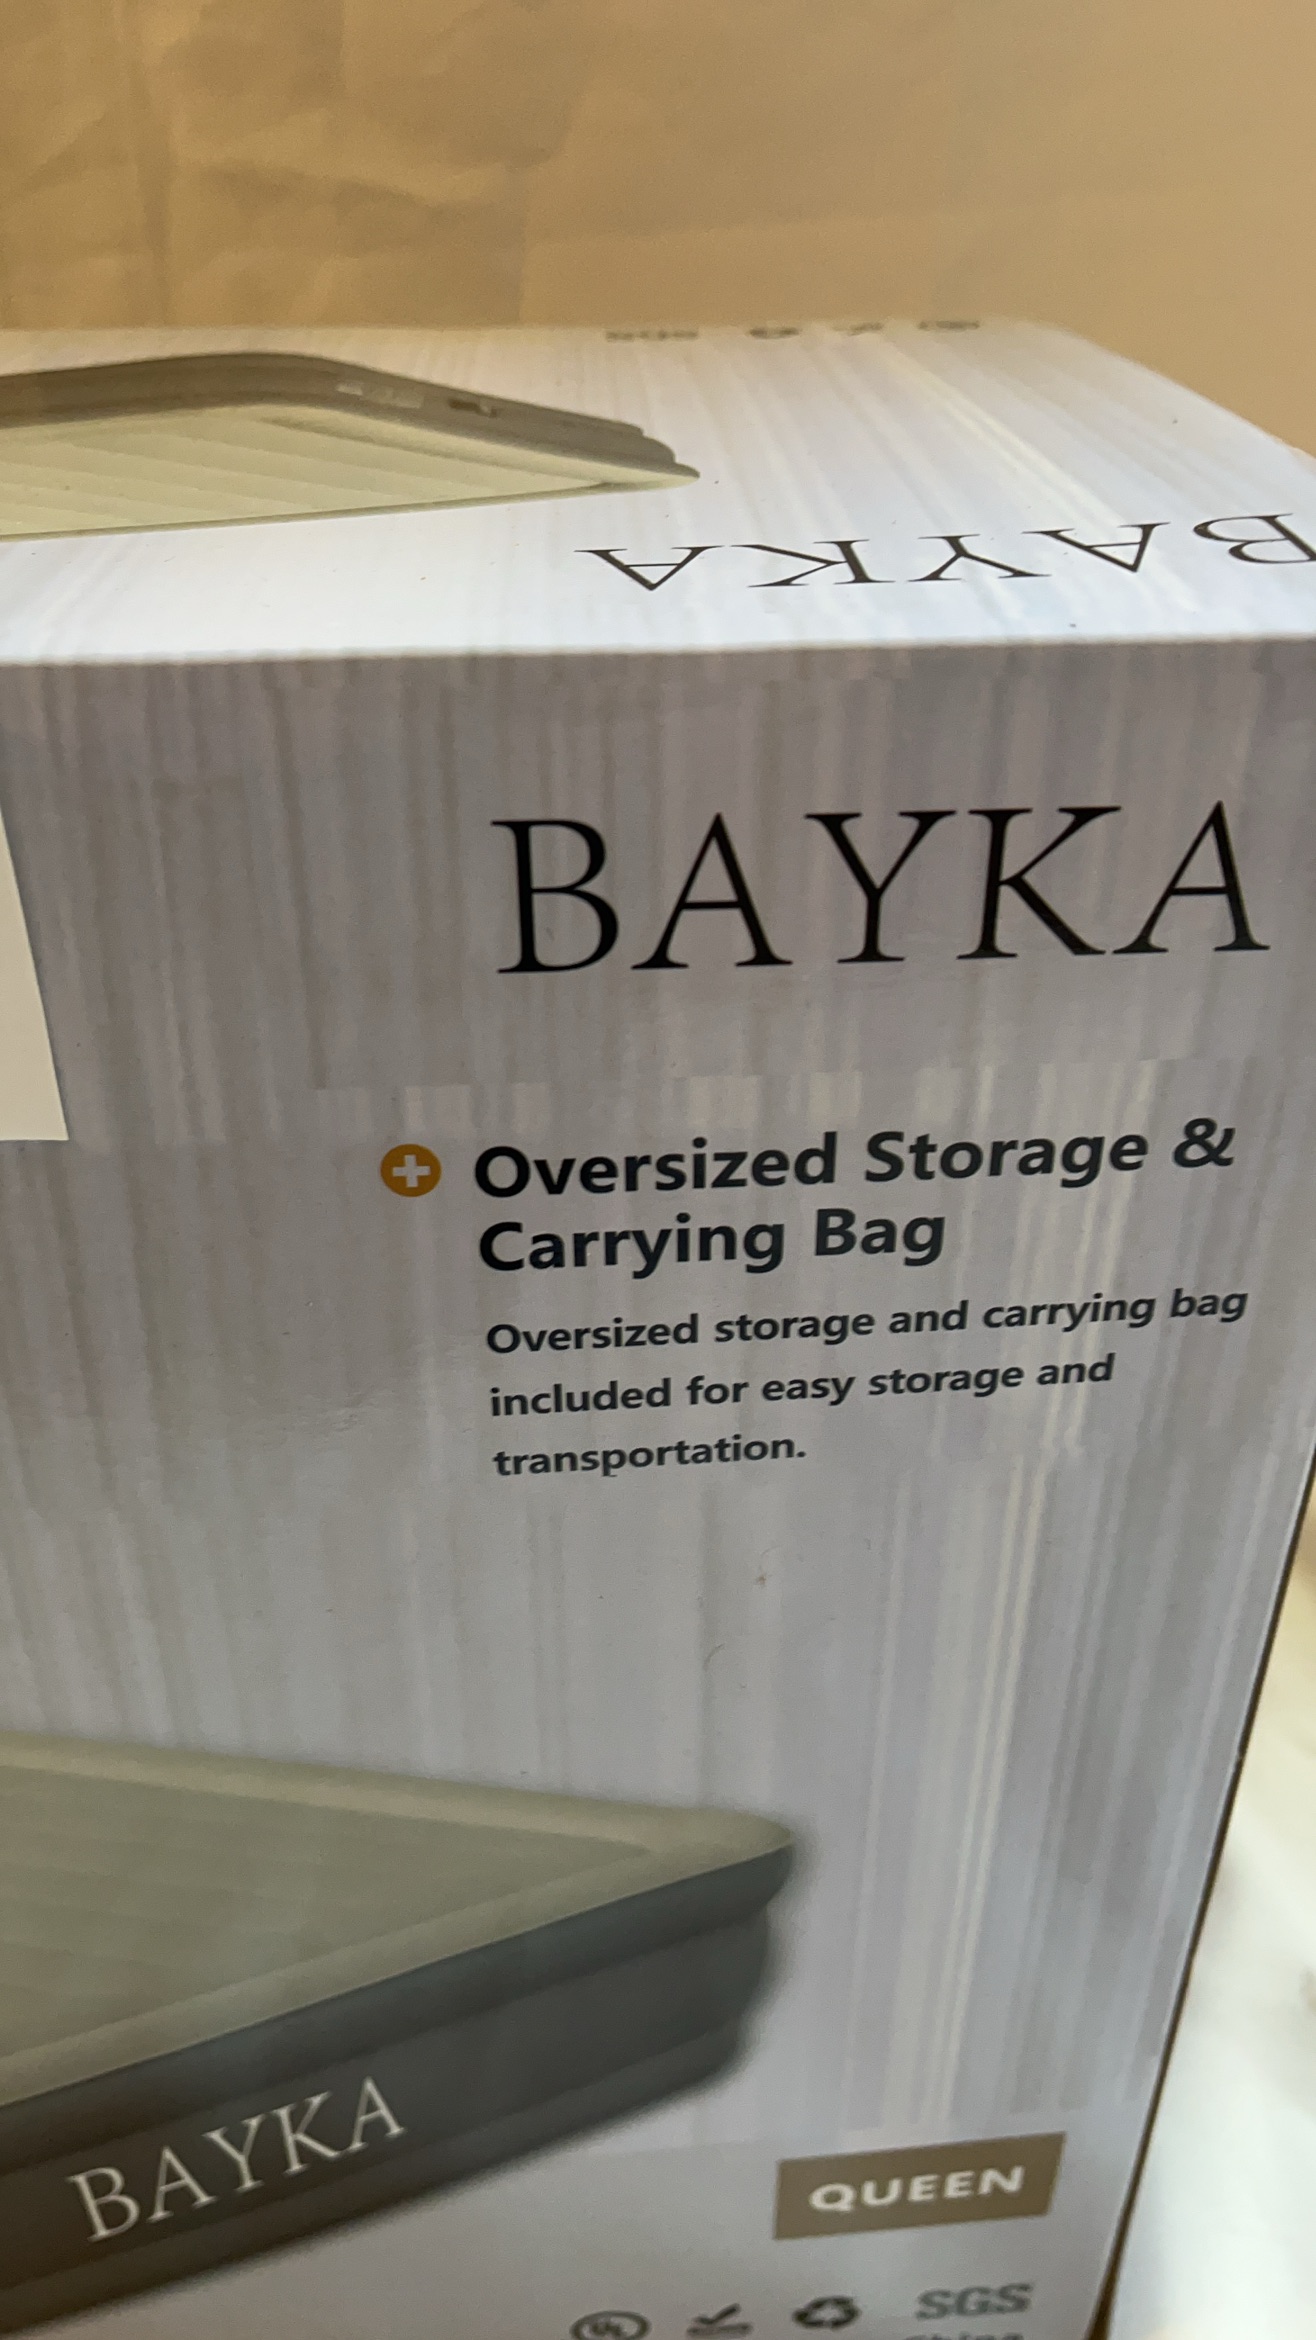 BAYKA
BAYKA
Oversized Storage &
Carrying Bag
Oversized storage and carrying bag
included for easy storage and
transportation.
BAYKA
QUEEN
UL
SGS